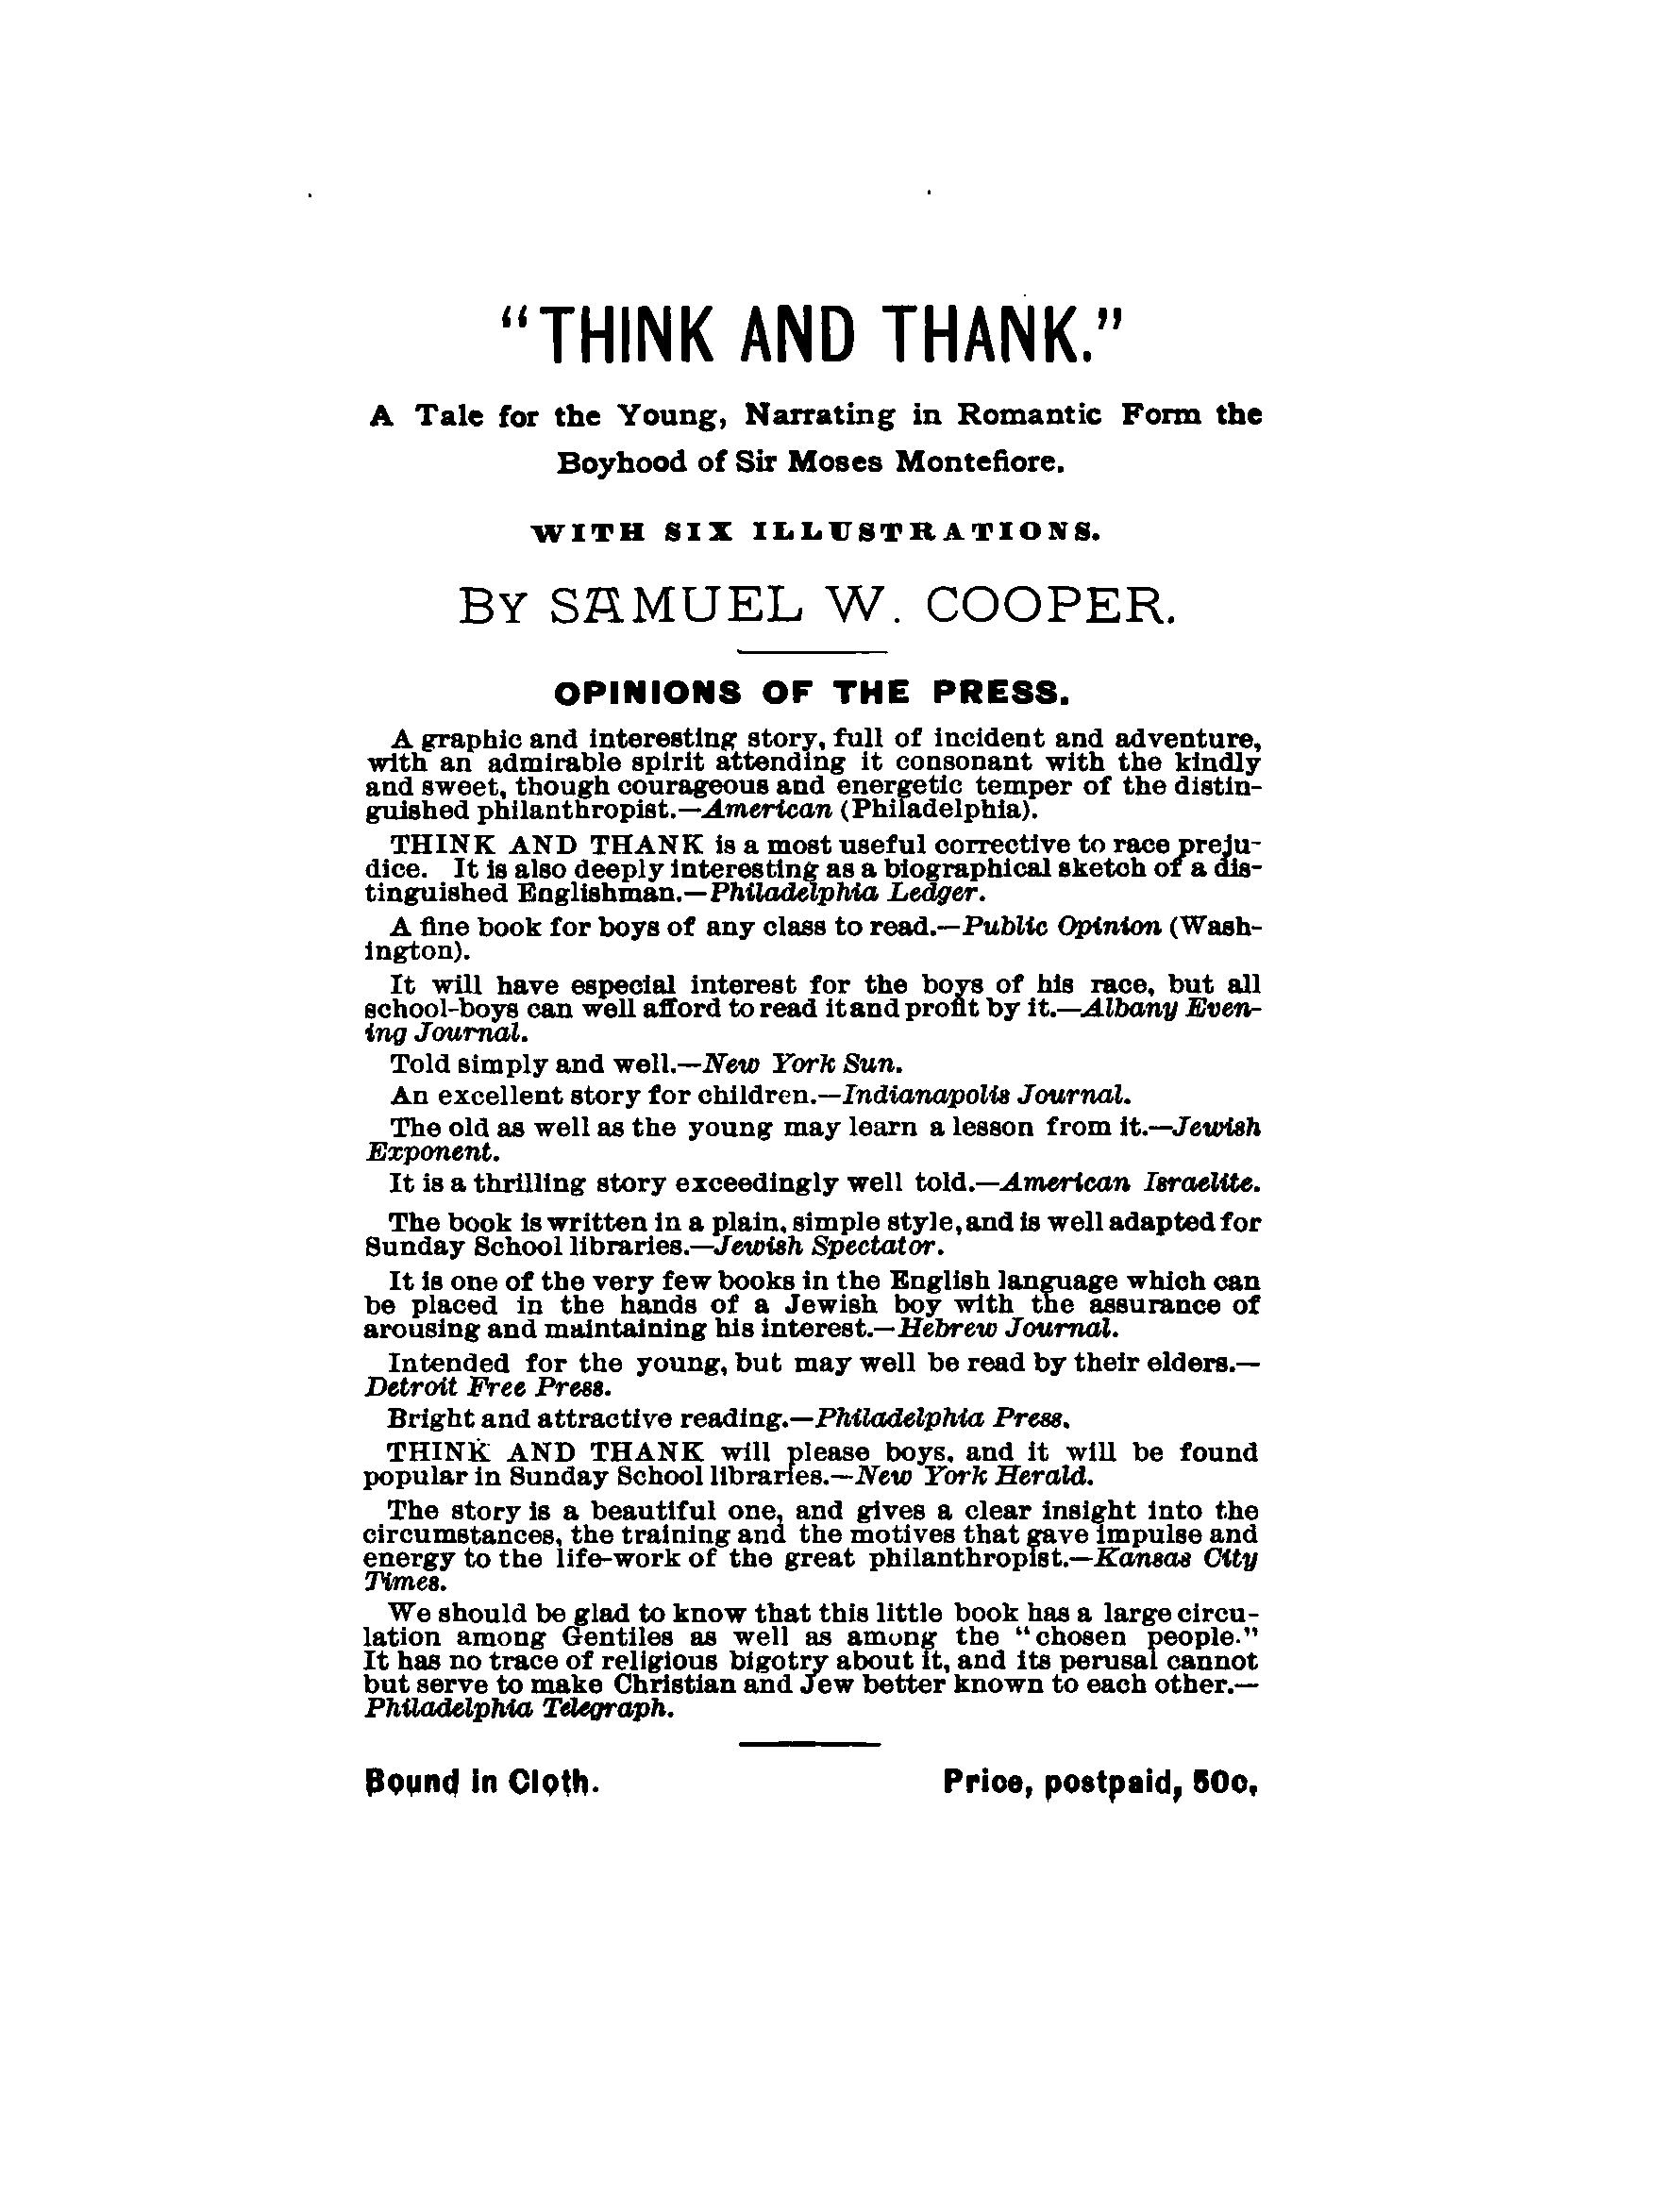 "THINK AND THANK."
A Tale for the Young, Narrating in Romantic Form the
Boyhood of Sir Moses Montefiore.
WITH SIX ILLUSTRATIONS.
BY SAMUEL W. COOPER.
OPINIONS OF THE PRESS.
A graphic and interesting story, full of incident and adventure,
with an admirable spirit attending it consonant with the kindly
and sweet, though courageous and energetic temper of the distin-
guished philanthropist.—American (Philadelphia).
THINK AND THANK is a most useful corrective to race preju-
dice. It is also deeply interesting as a biographical sketch of a dis-
tinguished Englishman.—Philadelphia Ledger.
A fine book for boys of any class to read.—Public Opinion (Wash-
ington).
It will have especial interest for the boys of his race, but all
school-boys can well afford to read it and profit by it.—Albany Even-
ing Journal.
Told simply and well.—New York Sun.
An excellent story for children.—Indianapolis Journal.
The old as well as the young may learn a lesson from it.—Jewish
Exponent.
It is a thrilling story exceedingly well told.—American Israelite.
The book is written in a plain, simple style, and is well adapted for
Sunday School libraries.—Jewish Spectator.
It is one of the very few books in the English language which can
be placed in the hands of a Jewish boy with the assurance of
arousing and maintaining his interest.—Hebrew Journal.
Intended for the young, but may well be read by their elders.—
Detroit Free Press.
Bright and attractive reading.—Philadelphia Press.
THINK AND THANK will please boys, and it will be found
popular in Sunday School libraries.—New York Herald.
The story is a beautiful one, and gives a clear insight into the
circumstances, the training and the motives that gave impulse and
energy to the life-work of the great philanthropist.—Kansas City
Times.
We should be glad to know that this little book has a large circu-
lation among Gentiles as well as among the "chosen people."
It has no trace of religious bigotry about it, and its perusal cannot
but serve to make Christian and Jew better known to each other.—
Philadelphia Telegraph.
Bound in Cloth. Price, postpaid, 50c.